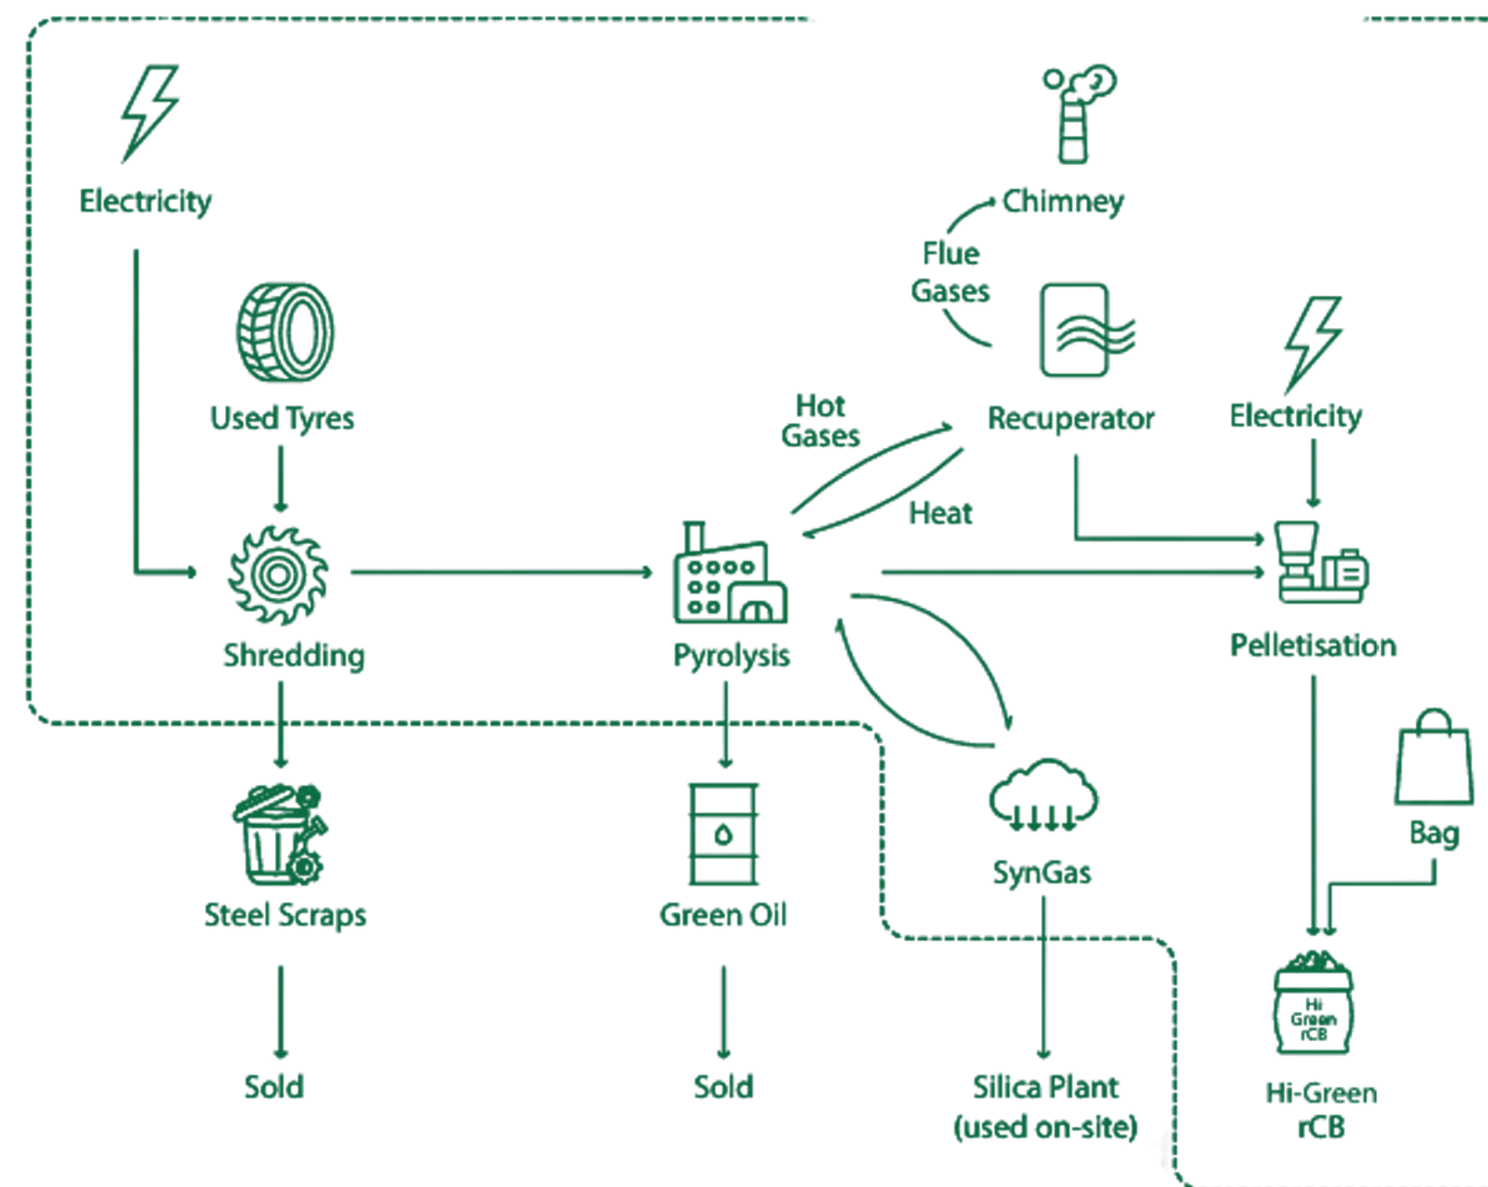 Electricity
Chimney
Flue
Gases
Used Tyres
Hot
Gases
Recuperator
Electricity
Heat
Shredding
Pyrolysis
Pelletisation
Bag
SynGas
Steel Scraps
Green Oil
Hi
Green
rCB
Sold
Sold
Silica Plant
(used on-site)
Hi-Green
rCB